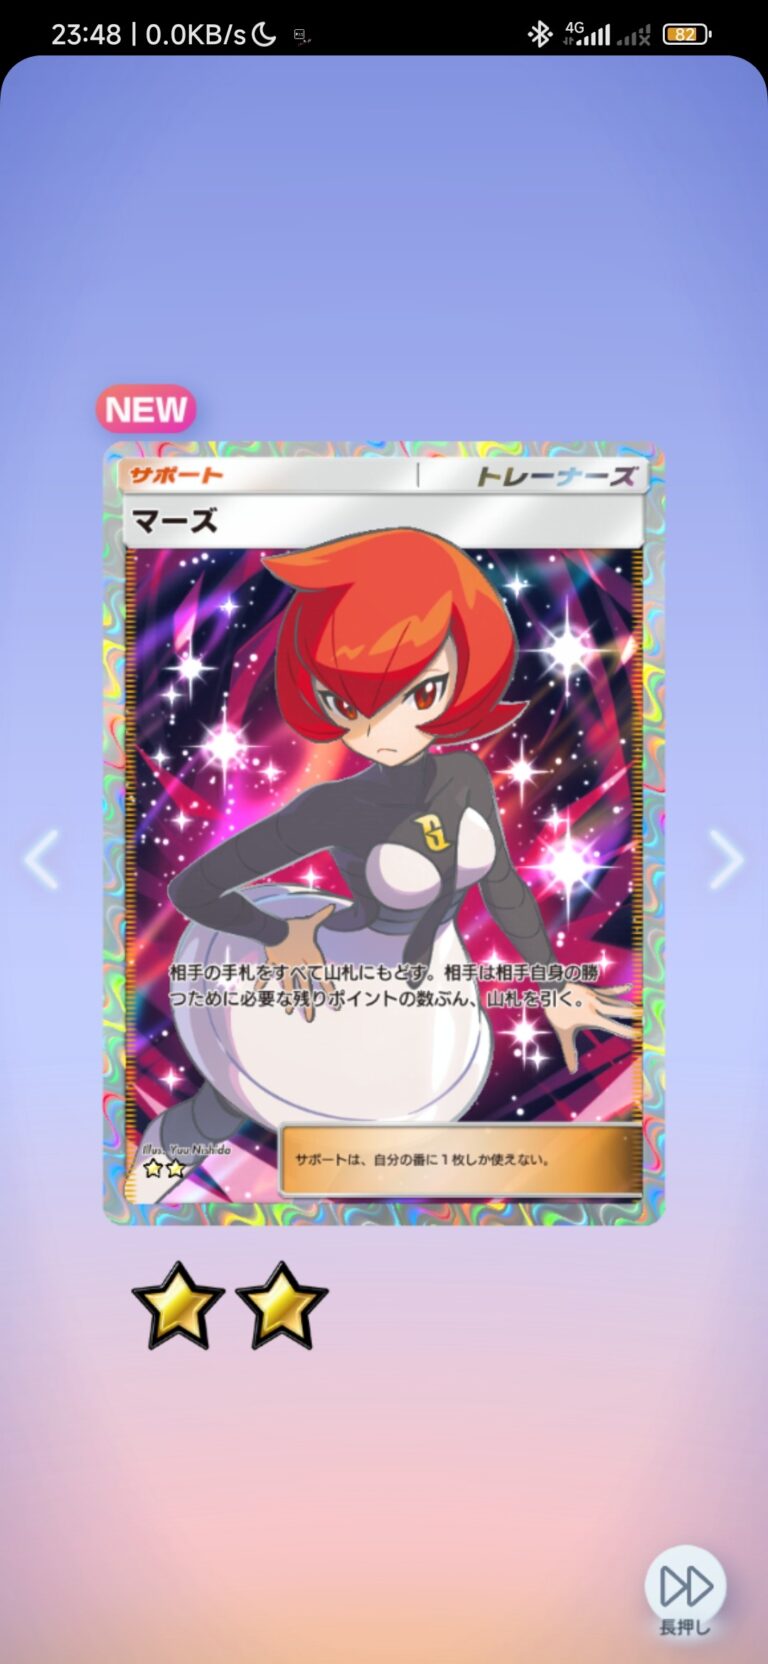 23:48 | 0.0KB/s
4G
82
NEW
サポート
トレーナーズ
マーズ
相手の手札をすべて山札にもどす。相手は相手自身の勝
つために必要な残りポイントの数ぶん、山札を引く。
Illus. Yuu Nishida
サポートは、自分の番に1枚しか使えない。
長押し